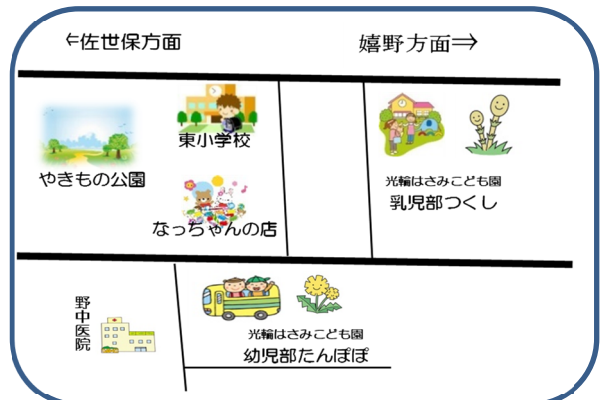 ←佐世保方面
嬉野方面⇒
東小学校
やきもの公園
光輪はさみこども園
乳児部つくし
なっちゃんの店
野中医院
光輪はさみこども園
幼児部たんぽぽ